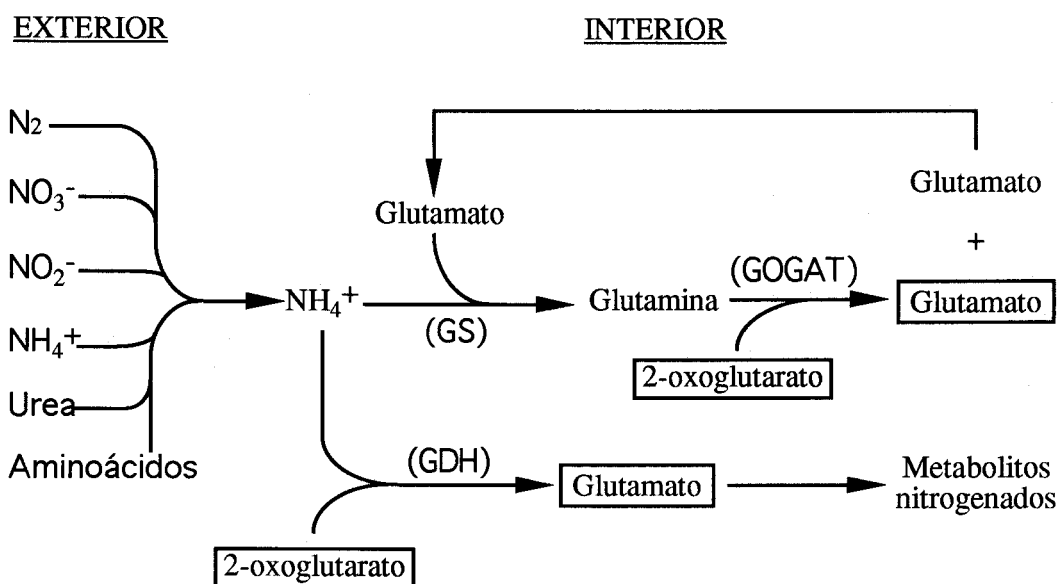 EXTERIOR
INTERIOR
N₂
NO₃⁻
NO₂⁻
NH₄⁺
Urea
Aminoácidos
NH₄⁺
Glutamato
(GS)
Glutamina
(GOGAT)
2-oxoglutarato
Glutamato
+
Glutamato
(GDH)
2-oxoglutarato
Glutamato
Metabolitos
nitrogenados